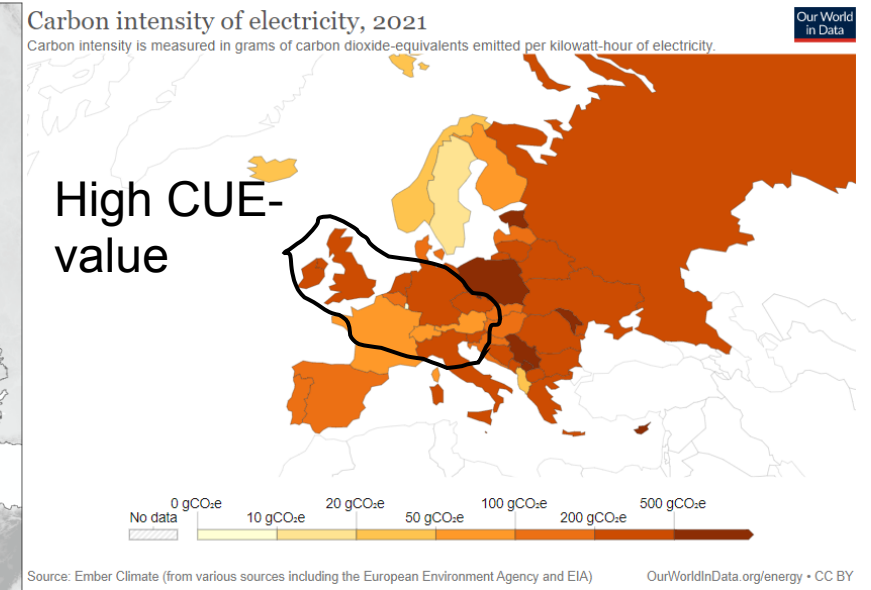 Carbon intensity of electricity, 2021
Our World
in Data
Carbon intensity is measured in grams of carbon dioxide-equivalents emitted per kilowatt-hour of electricity.
High CUE-
value
No data
0 gCO₂e
10 gCO₂e
20 gCO₂e
50 gCO₂e
100 gCO₂e
200 gCO₂e
500 gCO₂e
Source: Ember Climate (from various sources including the European Environment Agency and EIA)
OurWorldInData.org/energy • CC BY